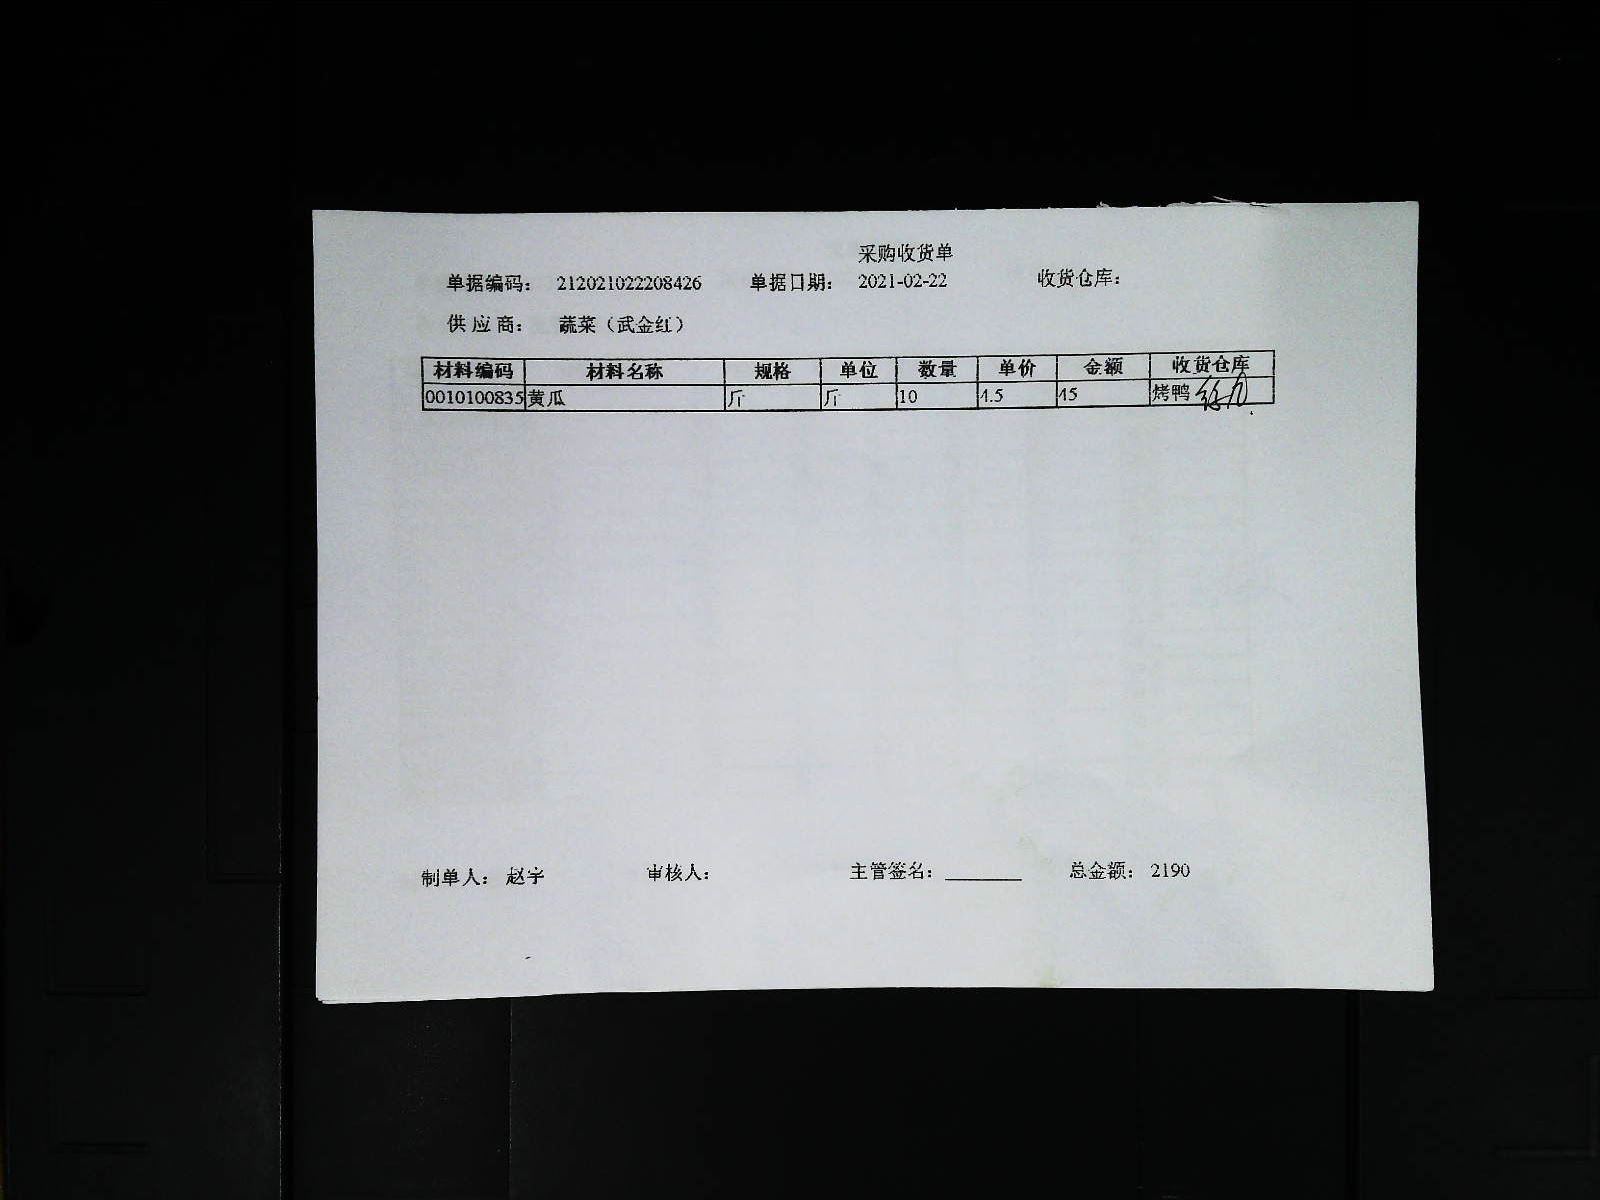 采购收货单
单据编码: 212021022208426 单据日期: 2021-02-22 收货仓库:
供 应 商: 蔬菜（武金红）
材料编码 材料名称 规格 单位 数量 单价 金额 收货仓库
0010100835 黄瓜 斤 斤 10 1.5 15 烤鸭
制单人: 赵宇 审核人: 主管签名: ________ 总金额: 2190